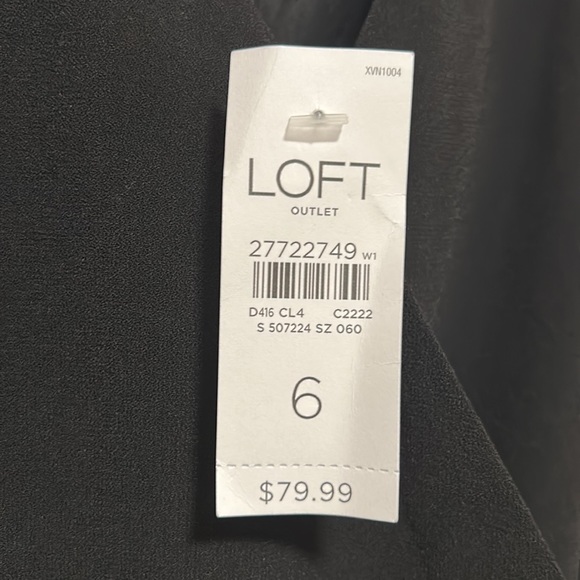 XVN1004
LOFT
OUTLET
27722749 W1
D416 CL4 C2222
S 507224 SZ 060
6
$79.99